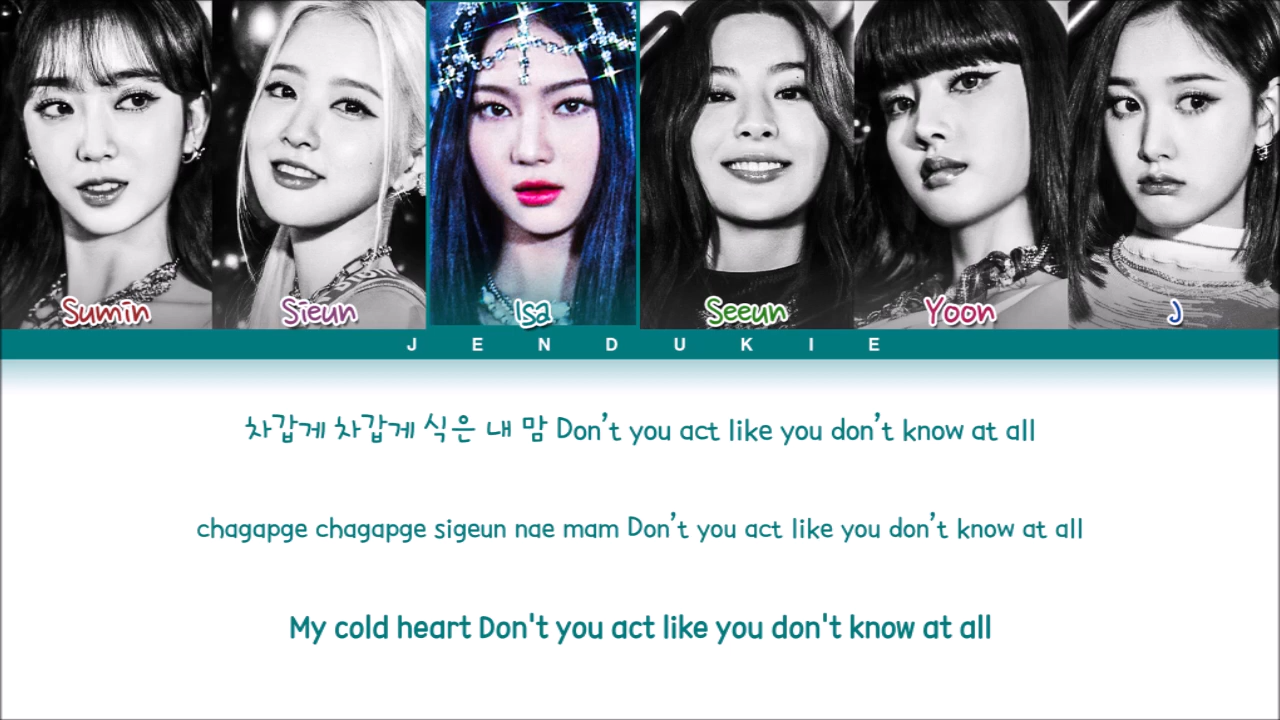 Sumin Sieun Isa Seeun Yoon J
JENDUKIE
차갑게 차갑게 식은 내 맘 Don’t you act like you don’t know at all
chagapge chagapge sigeun nae mam Don’t you act like you don’t know at all
My cold heart Don't you act like you don't know at all